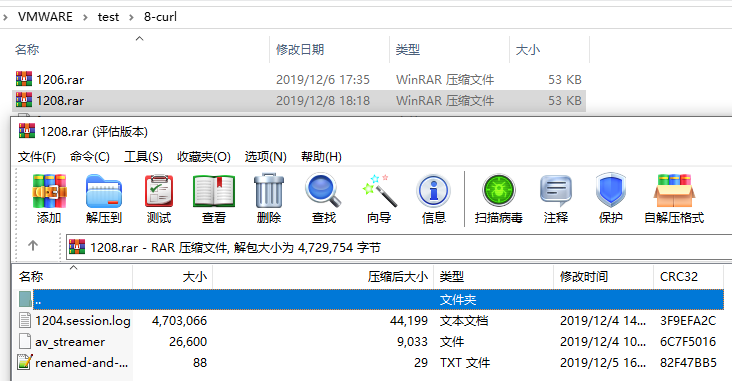 VMWARE > test > 8-curl
名称 修改日期 类型 大小
1206.rar 2019/12/6 17:35 WinRAR 压缩文件 53 KB
1208.rar 2019/12/8 18:18 WinRAR 压缩文件 53 KB
1208.rar (评估版本)
文件(F) 命令(C) 工具(S) 收藏夹(O) 选项(N) 帮助(H)
添加 解压到 测试 查看 删除 查找 向导 信息 扫描病毒 注释 保护 自解压格式
1208.rar - RAR 压缩文件, 解包大小为 4,729,754 字节
名称 大小 压缩后大小 类型 修改时间 CRC32
.. 文件夹
1204.session.log 4,703,066 44,199 文本文档 2019/12/4 14... 3F9EFA2C
av_streamer 26,600 9,033 文件 2019/12/4 10... 6C7F5016
renamed-and-... 88 29 TXT 文件 2019/12/5 16... 82F47BB5